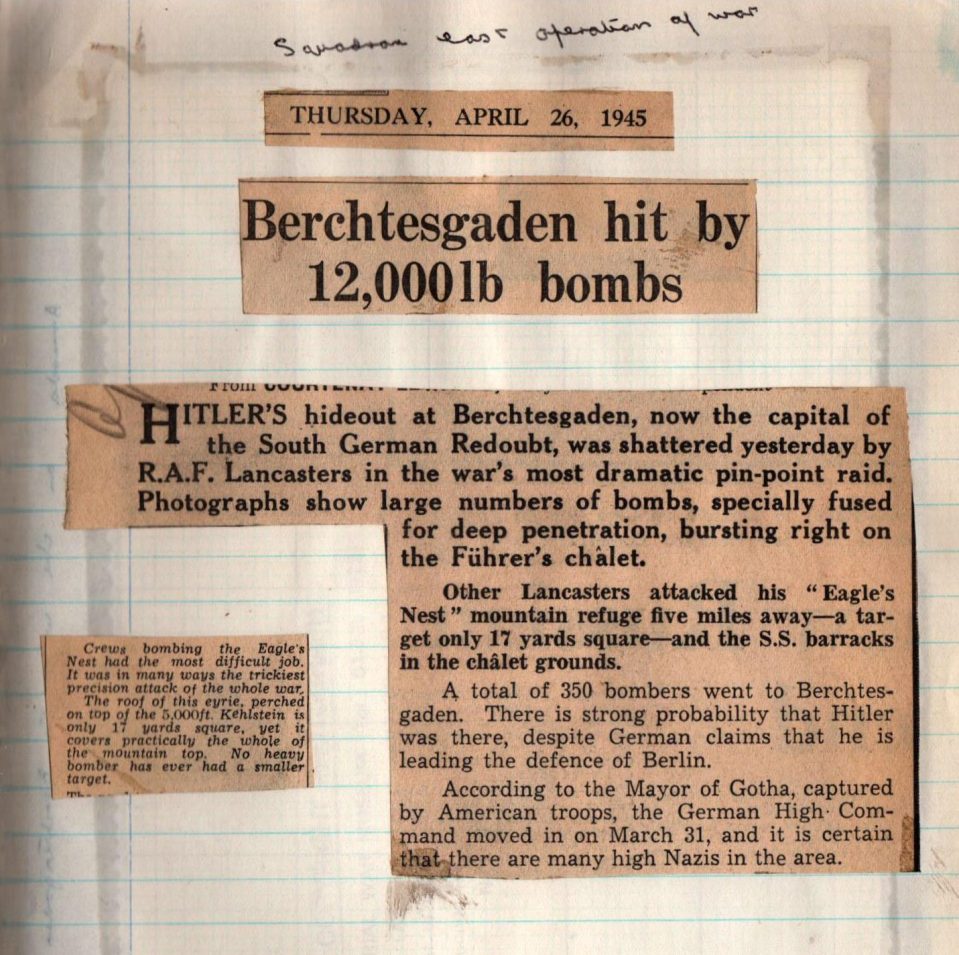 Squadron last operation of war
THURSDAY, APRIL 26, 1945
Berchtesgaden hit by
12,000lb bombs
From
HITLER'S hideout at Berchtesgaden, now the capital of
the South German Redoubt, was shattered yesterday by
R.A.F. Lancasters in the war's most dramatic pin-point raid.
Photographs show large numbers of bombs, specially fused
for deep penetration, bursting right on
the Führer's châlet.
Other Lancasters attacked his "Eagle's
Nest" mountain refuge five miles away—a tar-
get only 17 yards square—and the S.S. barracks
in the châlet grounds.
A total of 350 bombers went to Berchtes-
gaden. There is strong probability that Hitler
was there, despite German claims that he is
leading the defence of Berlin.
According to the Mayor of Gotha, captured
by American troops, the German High Com-
mand moved in on March 31, and it is certain
that there are many high Nazis in the area.
Crews bombing the Eagle's
Nest had the most difficult job.
It was in many ways the trickiest
precision attack of the whole war.
The roof of this eyrie, perched
on top of the 5,000ft. Kehlstein is
only 17 yards square, yet it
covers practically the whole of
the mountain top. No heavy
bomber has ever had a smaller
target.